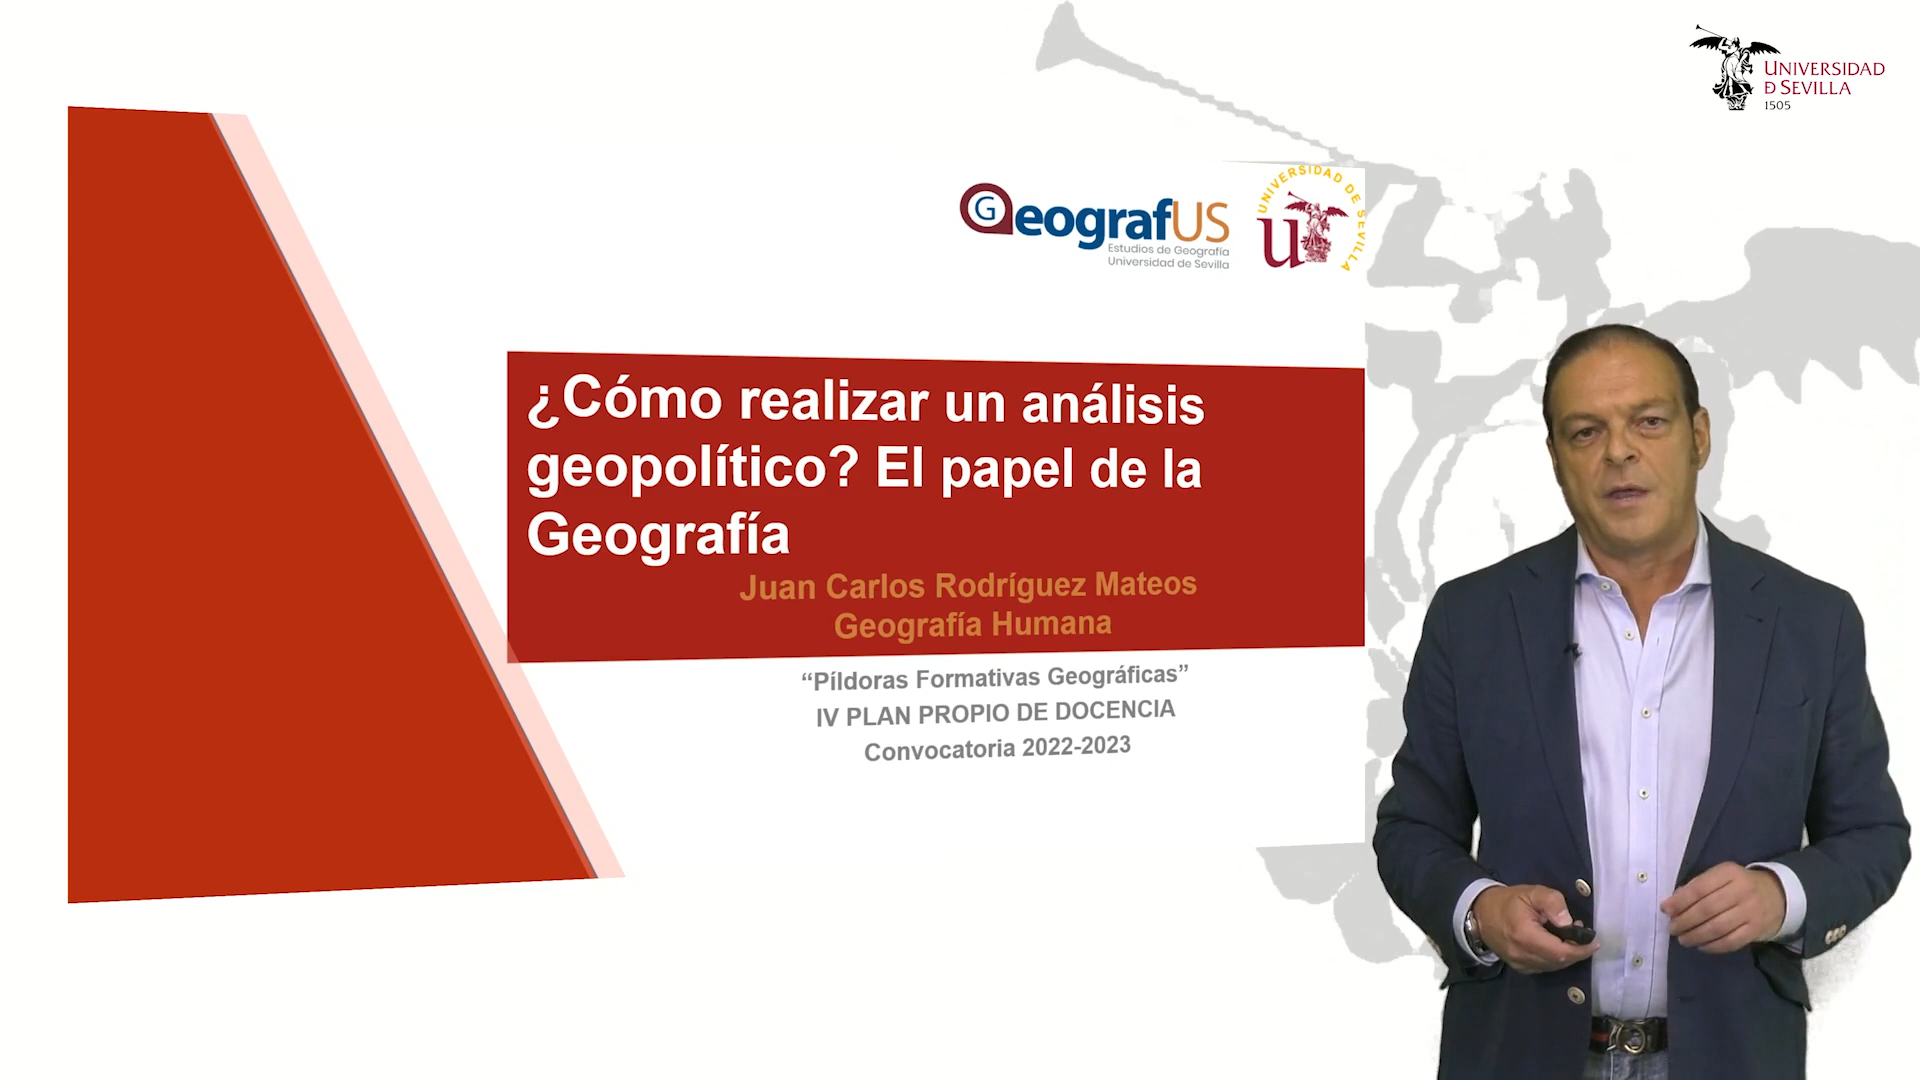 UNIVERSIDAD
Ð SEVILLA
1505
GeografUS
Estudios de Geografía
Universidad de Sevilla
UNIVERSIDAD DE SEVILLA
U
¿Cómo realizar un análisis
geopolítico? El papel de la
Geografía
Juan Carlos Rodríguez Mateos
Geografía Humana
“Píldoras Formativas Geográficas”
IV PLAN PROPIO DE DOCENCIA
Convocatoria 2022-2023